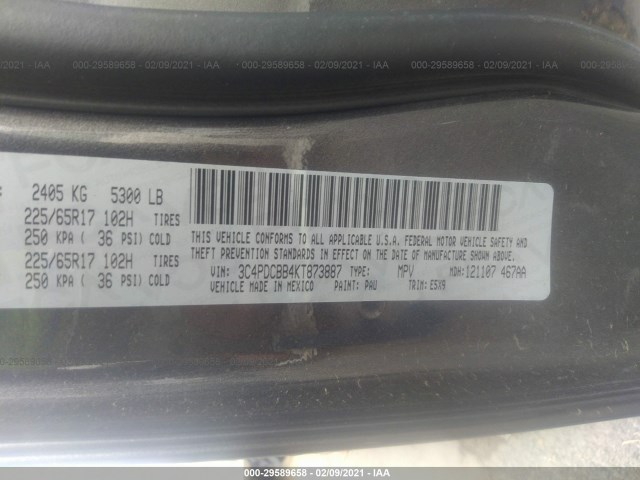 000-29589658 - 02/09/2021 - IAA
000-29589658 - 02/09/2021 - IAA
000-29589658 - 02/09/2021 - IAA
2405 KG 5300 LB
225/65R17 102H TIRES
250 KPA ( 36 PSI) COLD
225/65R17 102H TIRES
250 KPA ( 36 PSI) COLD
THIS VEHICLE CONFORMS TO ALL APPLICABLE U.S.A. FEDERAL MOTOR VEHICLE SAFETY, BUMPER, AND
THEFT PREVENTION STANDARDS IN EFFECT ON THE DATE OF MANUFACTURE SHOWN ABOVE.
VIN: 3C4PDCBB4KT873887 TYPE: MPV MDH: 121107 467AA
VEHICLE MADE IN MEXICO PAINT: PAU TRIM: E5X9
000-29589658 - 02/09/2021 - IAA
000-29589658 - 02/09/2021 - IAA
000-29589658 - 02/09/2021 - IAA
000-29589658 - 02/09/2021 - IAA